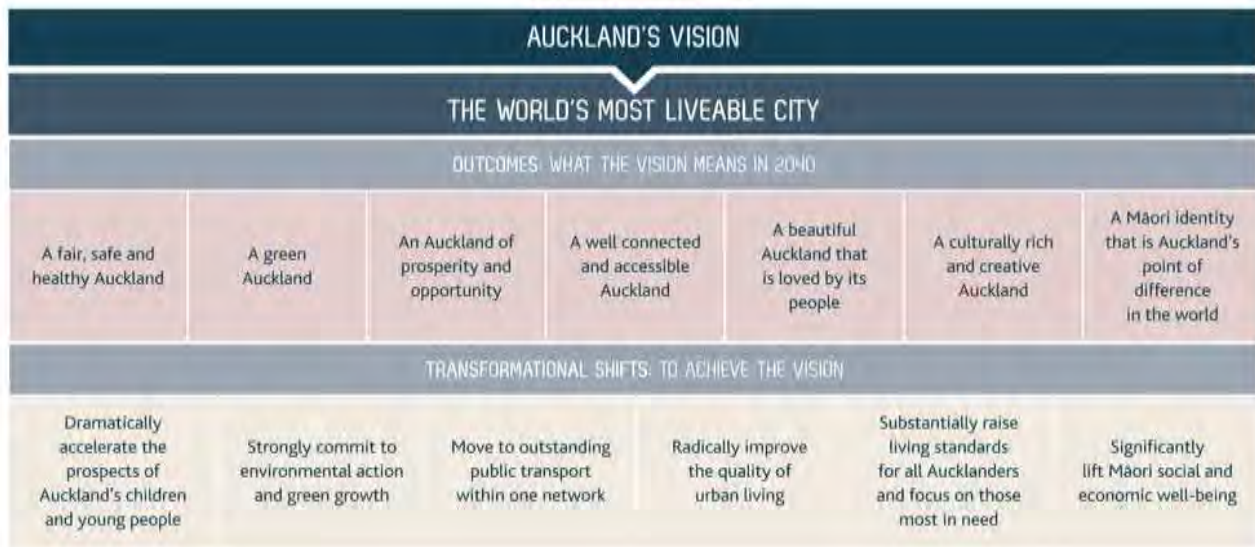 AUCKLAND'S VISION
THE WORLD'S MOST LIVEABLE CITY
OUTCOMES: WHAT THE VISION MEANS IN 2040
A fair, safe and
healthy Auckland
A green
Auckland
An Auckland of
prosperity and
opportunity
A well connected
and accessible
Auckland
A beautiful
Auckland that
is loved by its
people
A culturally rich
and creative
Auckland
A Māori identity
that is Auckland's
point of
difference
in the world
TRANSFORMATIONAL SHIFTS: TO ACHIEVE THE VISION
Dramatically
accelerate the
prospects of
Auckland's children
and young people
Strongly commit to
environmental action
and green growth
Move to outstanding
public transport
within one network
Radically improve
the quality of
urban living
Substantially raise
living standards
for all Aucklanders
and focus on those
most in need
Significantly
lift Māori social and
economic well-being